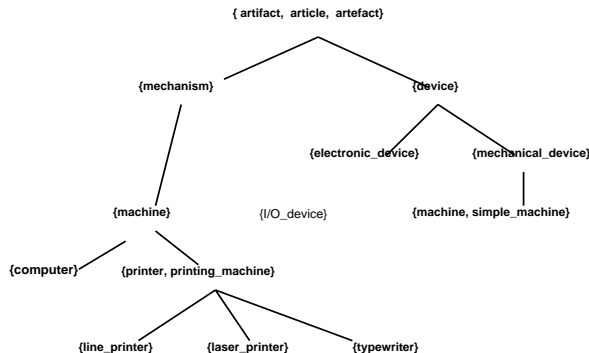 { artifact, article, artefact}
{mechanism}
{device}
{electronic_device}
{mechanical_device}
{machine}
{I/O_device}
{machine, simple_machine}
{computer}
{printer, printing_machine}
{line_printer}
{laser_printer}
{typewriter}